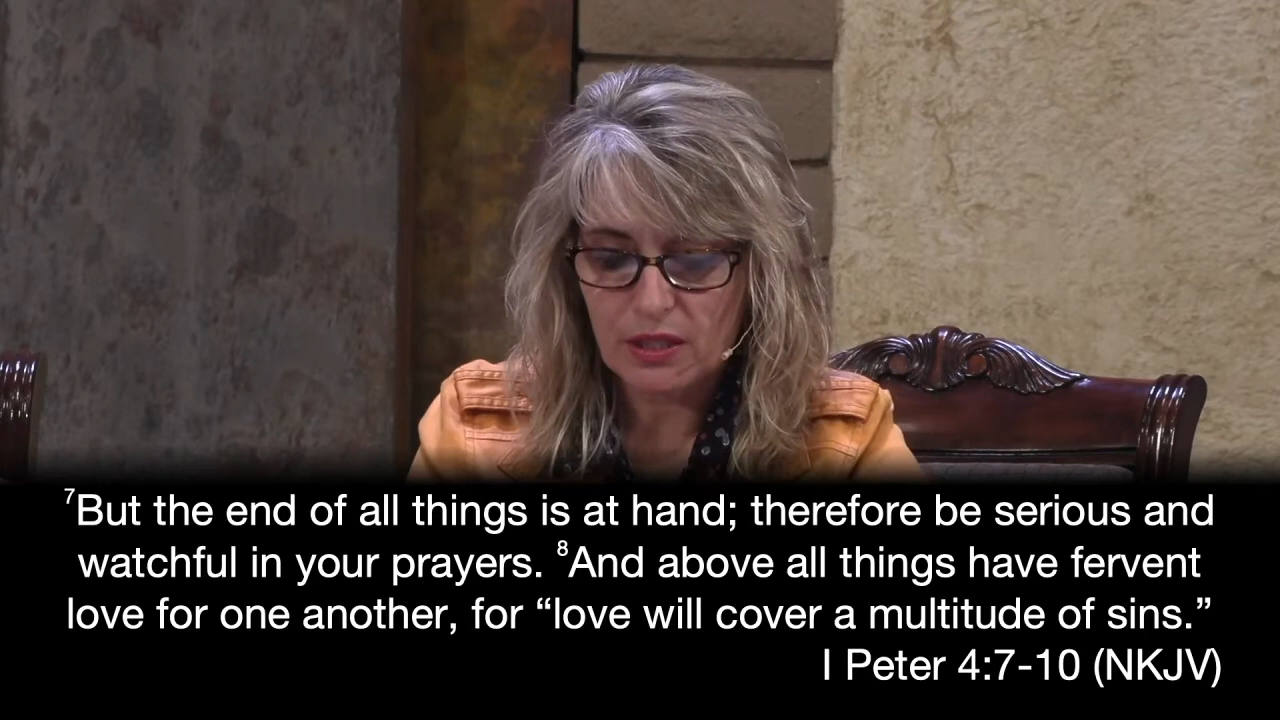 ⁷But the end of all things is at hand; therefore be serious and
watchful in your prayers. ⁸And above all things have fervent
love for one another, for “love will cover a multitude of sins.”
I Peter 4:7-10 (NKJV)